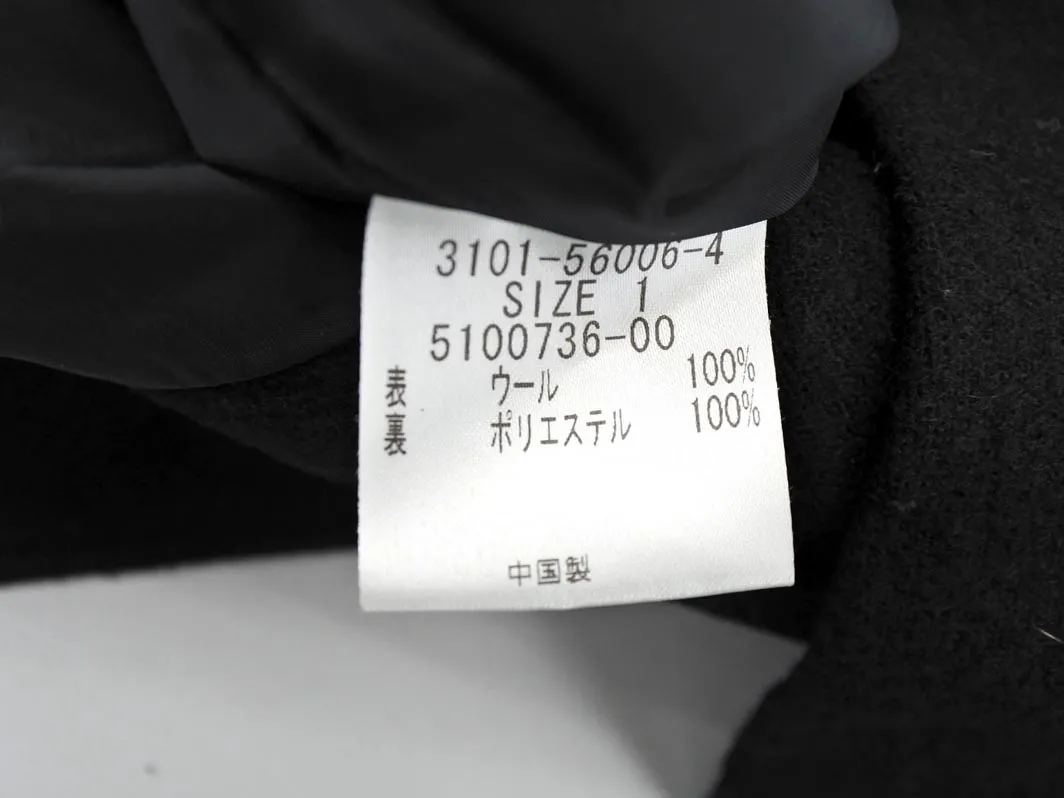 3101-56006-4
SIZE 1
5100736-00
表 ウール 100%
裏 ポリエステル 100%
中国製